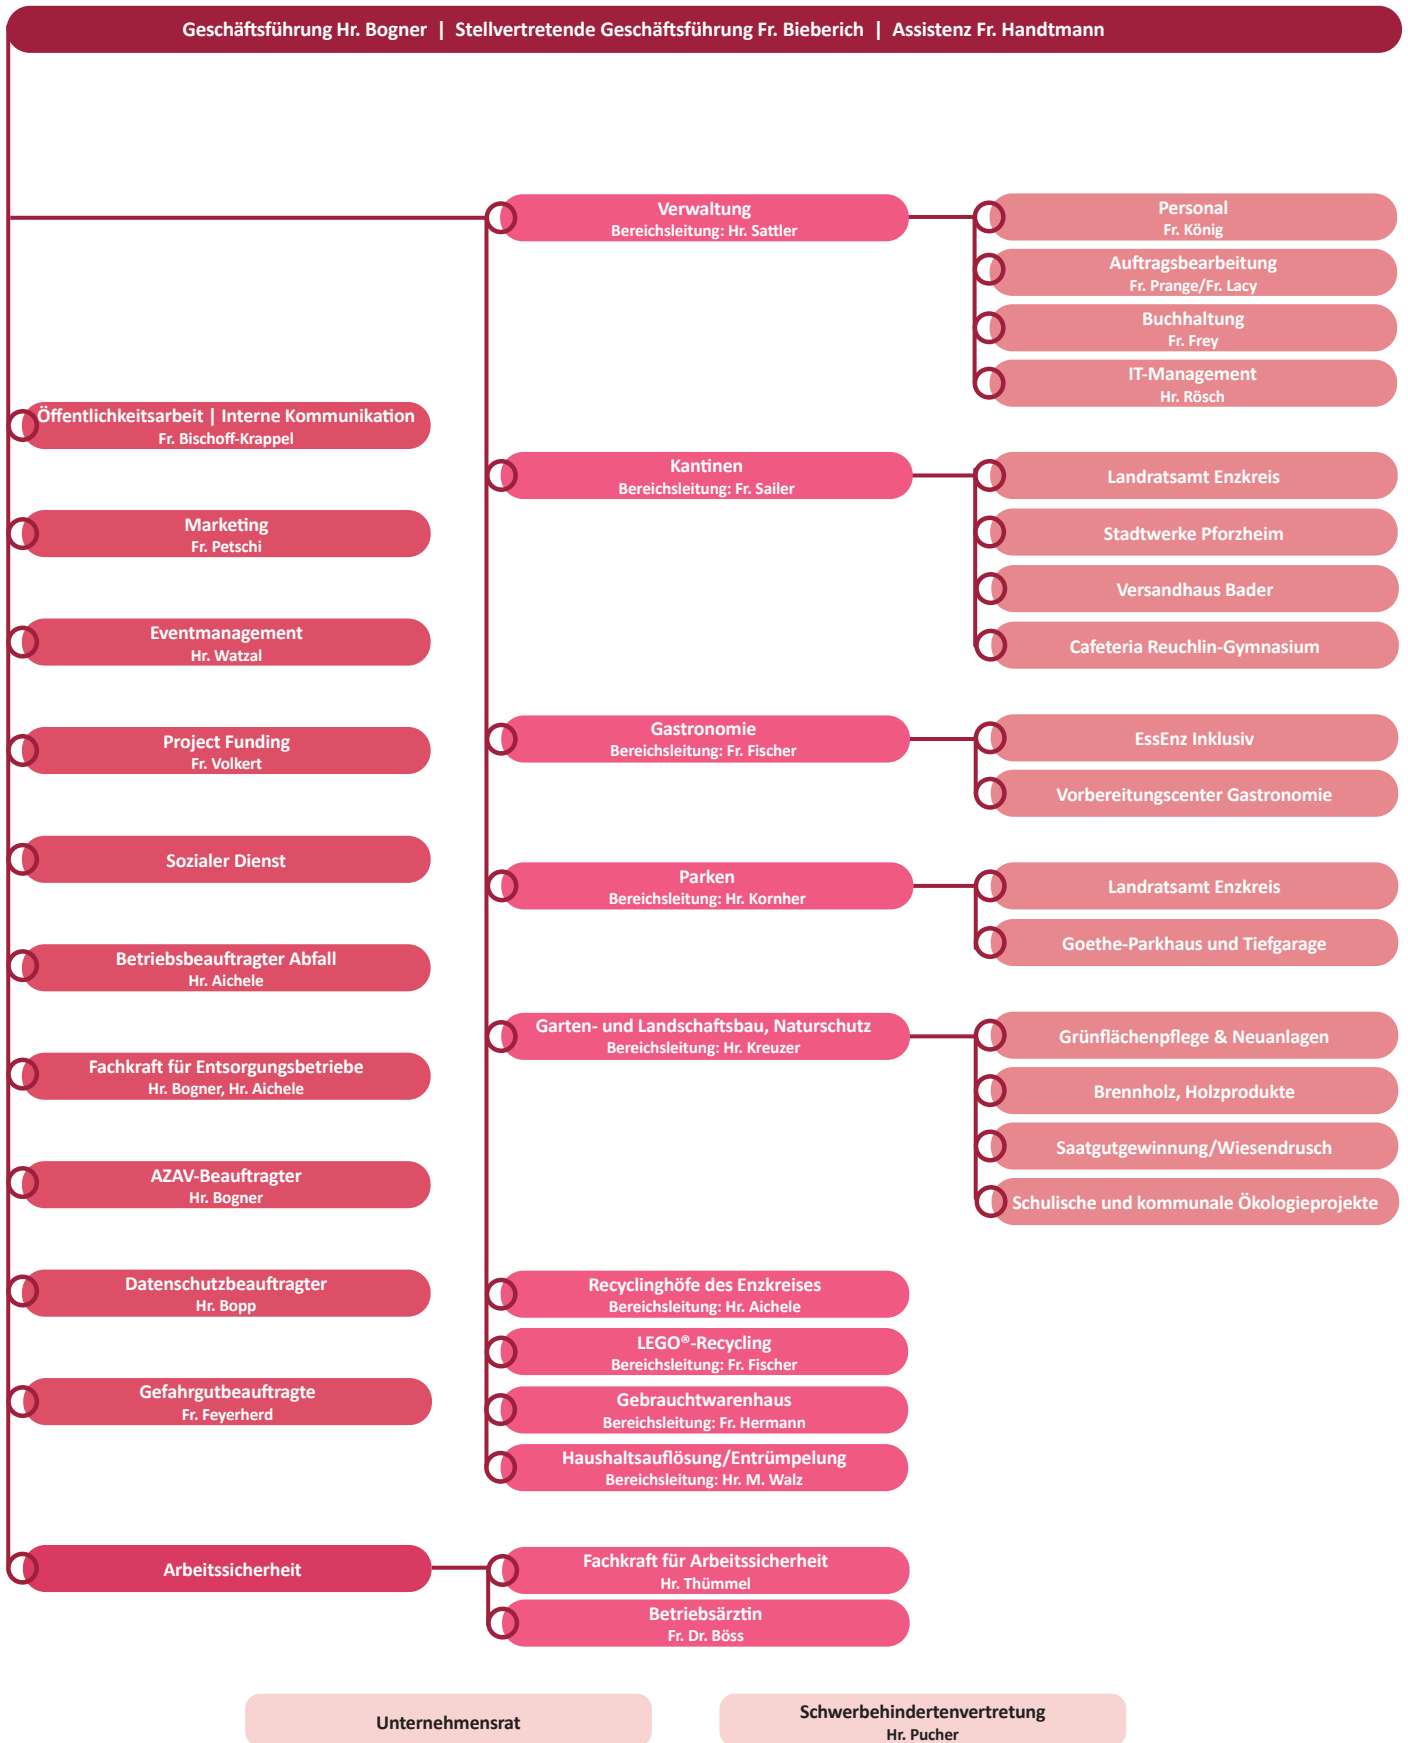 Geschäftsführung Hr. Bogner | Stellvertretende Geschäftsführung Fr. Bieberich | Assistenz Fr. Handtmann
Öffentlichkeitsarbeit | Interne Kommunikation
Fr. Bischoff-Krappel
Marketing
Fr. Petschi
Eventmanagement
Hr. Watzal
Project Funding
Fr. Volkert
Sozialer Dienst
Betriebsbeauftragter Abfall
Hr. Aichele
Fachkraft für Entsorgungsbetriebe
Hr. Bogner, Hr. Aichele
AZAV-Beauftragter
Hr. Bogner
Datenschutzbeauftragter
Hr. Bopp
Gefahrgutbeauftragte
Fr. Feyerherd
Verwaltung
Bereichsleitung: Hr. Sattler
Personal
Fr. König
Auftragsbearbeitung
Fr. Prange/Fr. Lacy
Buchhaltung
Fr. Frey
IT-Management
Hr. Rösch
Kantinen
Bereichsleitung: Fr. Sailer
Landratsamt Enzkreis
Stadtwerke Pforzheim
Versandhaus Bader
Cafeteria Reuchlin-Gymnasium
Gastronomie
Bereichsleitung: Fr. Fischer
EssEnz Inklusiv
Vorbereitungscenter Gastronomie
Parken
Bereichsleitung: Hr. Kornher
Landratsamt Enzkreis
Goethe-Parkhaus und Tiefgarage
Garten- und Landschaftsbau, Naturschutz
Bereichsleitung: Hr. Kreuzer
Grünflächenpflege & Neuanlagen
Brennholz, Holzprodukte
Saatgutgewinnung/Wiesendrusch
Schulische und kommunale Ökologieprojekte
Recyclinghöfe des Enzkreises
Bereichsleitung: Hr. Aichele
LEGO®-Recycling
Bereichsleitung: Fr. Fischer
Gebrauchtwarenhaus
Bereichsleitung: Fr. Hermann
Haushaltsauflösung/Entrümpelung
Bereichsleitung: Hr. M. Walz
Arbeitssicherheit
Fachkraft für Arbeitssicherheit
Hr. Thümmel
Betriebsärztin
Fr. Dr. Böss
Unternehmensrat
Schwerbehindertenvertretung
Hr. Pucher